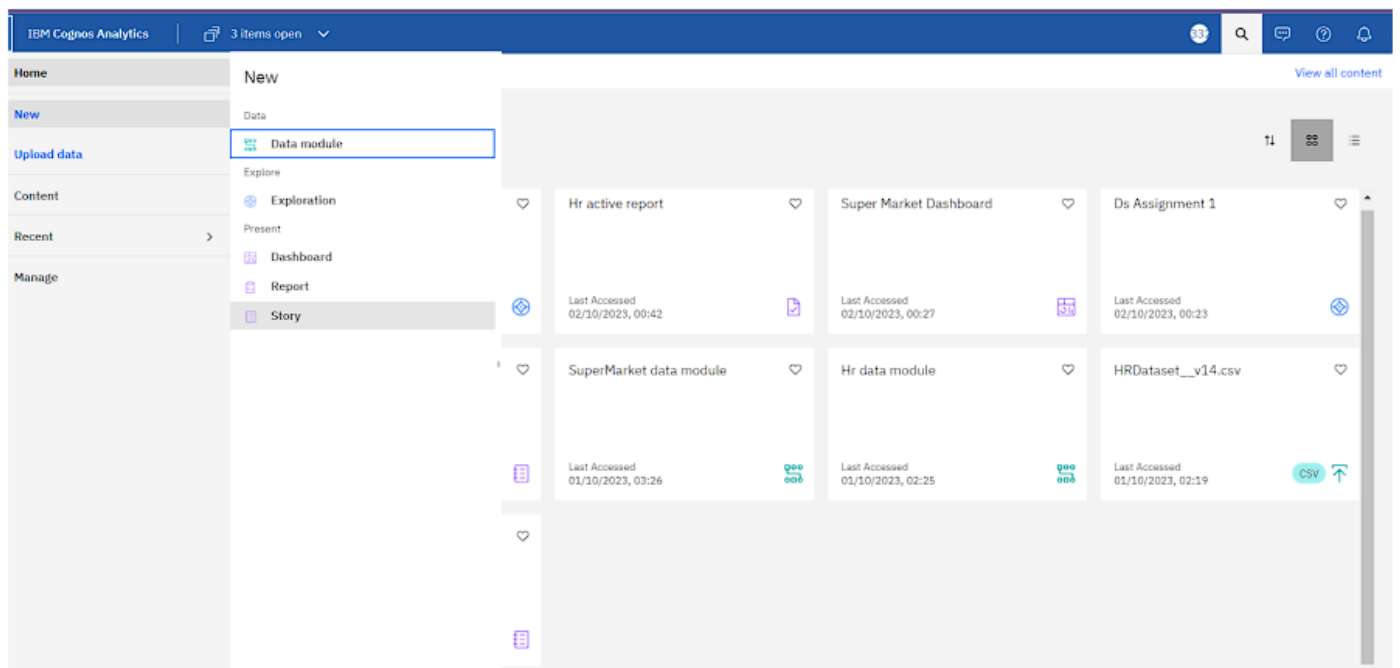 IBM Cognos Analytics
3 items open
Home
New
Upload data
Content
Recent
Manage
New
Data
Data module
Explore
Exploration
Present
Dashboard
Report
Story
View all content
Hr active report
Last Accessed
02/10/2023, 00:42
Super Market Dashboard
Last Accessed
02/10/2023, 00:27
Ds Assignment 1
Last Accessed
02/10/2023, 00:23
SuperMarket data module
Last Accessed
01/10/2023, 03:26
Hr data module
Last Accessed
01/10/2023, 02:25
HRDataset__v14.csv
Last Accessed
01/10/2023, 02:19
CSV